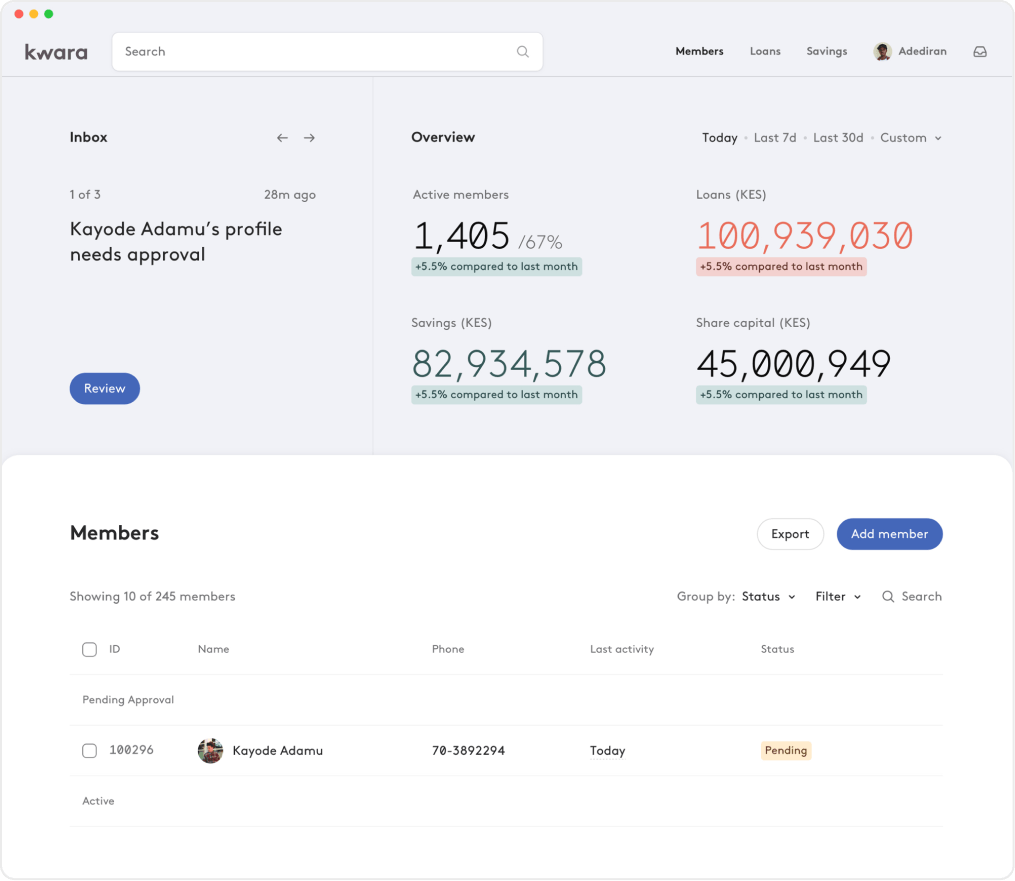 kwara
Search
Members
Loans
Savings
Adediran
Inbox
1 of 3
28m ago
Kayode Adamu’s profile
needs approval
Review
Overview
Today • Last 7d • Last 30d • Custom
Active members
1,405 /67%
+5.5% compared to last month
Loans (KES)
100,939,030
+5.5% compared to last month
Savings (KES)
82,934,578
+5.5% compared to last month
Share capital (KES)
45,000,949
+5.5% compared to last month
Members
Export
Add member
Showing 10 of 245 members
Group by: Status
Filter
Search
ID Name Phone Last activity Status
Pending Approval
100296 Kayode Adamu 70-3892294 Today Pending
Active